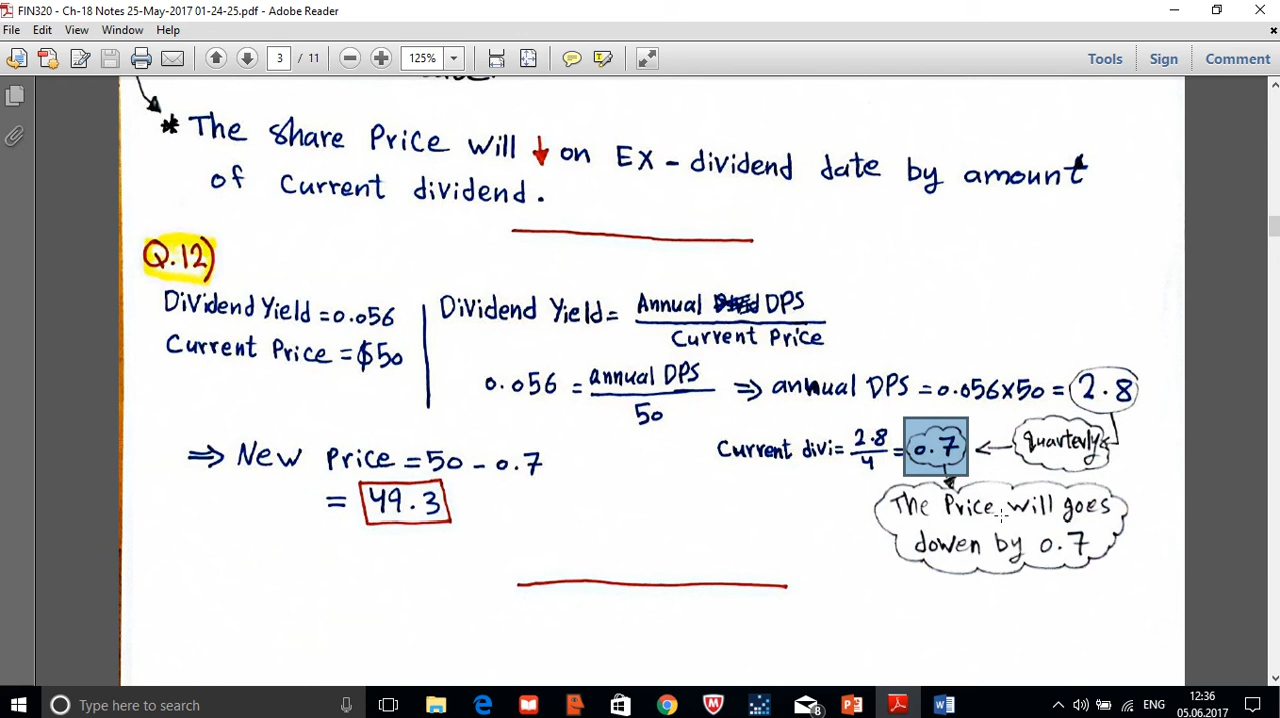 FIN320 - Ch-18 Notes 25-May-2017 01-24-25.pdf - Adobe Reader
File Edit View Window Help
3 / 11 125% Tools Sign Comment
* The share Price will ↓ on EX-dividend date by amount
of current dividend.
Q.12)
Dividend Yield = 0.056
Current Price = $50
Dividend Yield = Annual DPS
Current Price
0.056 = annual DPS
50
⇒ annual DPS = 0.056×50 = 2.8
Current divi = 2.8
4
= 0.7 ← quarterly
⇒ New Price = 50 - 0.7
= 49.3
The Price will goes
dowen by 0.7
Type here to search
8
ENG
12:36
05.06.2017